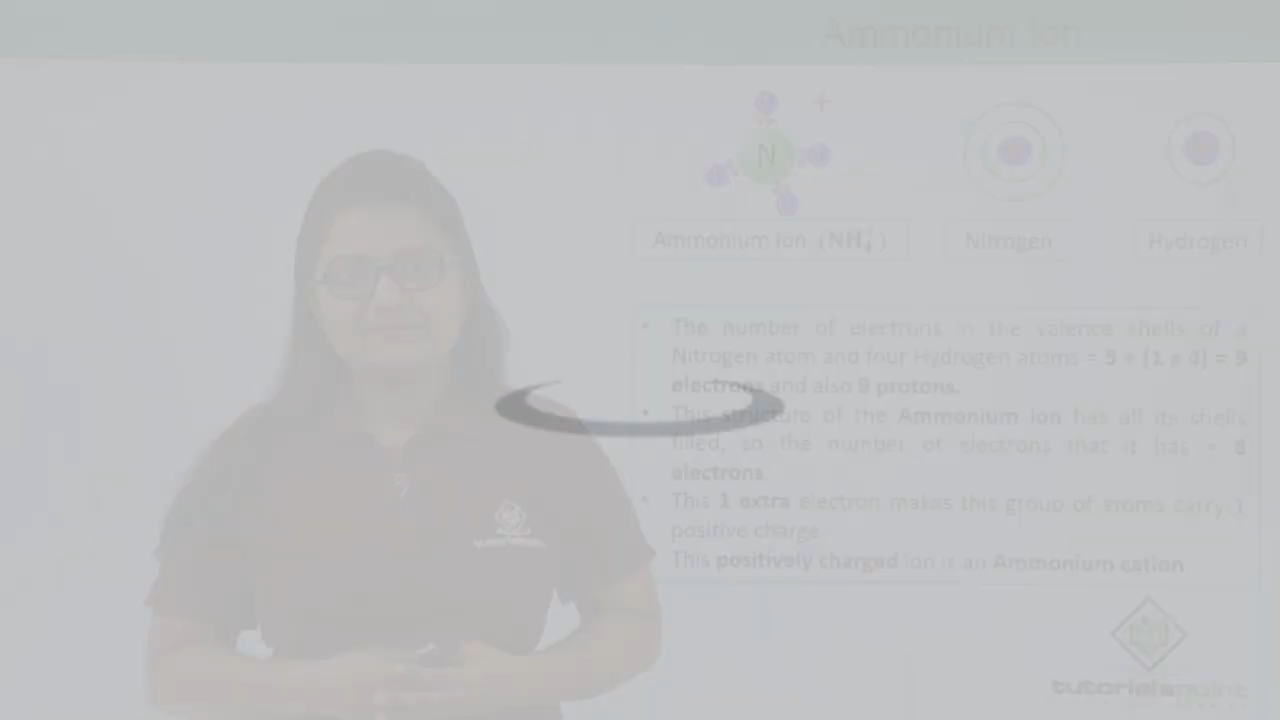 Ammonium Ion
N
+
Ammonium Ion (NH₄⁺)
Nitrogen
Hydrogen
• The number of electrons in the valence shells of a
Nitrogen atom and four Hydrogen atoms = 5 + (1 x 4) = 9
electrons and also 9 protons.
• This structure of the Ammonium Ion has all its shells
filled, so the number of electrons that it has = 8
electrons
• This 1 extra electron makes this group of atoms carry 1
positive charge
This positively charged ion is an Ammonium cation
tutorialspoint